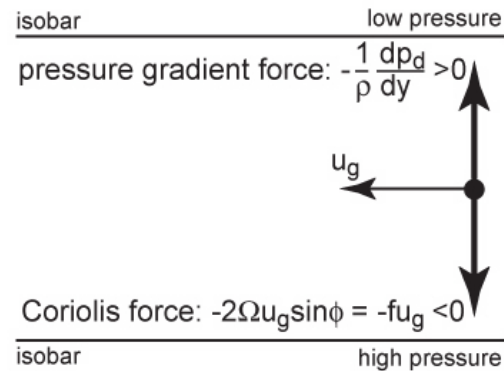 isobar low pressure
pressure gradient force: -1/ρ dp_d/dy >0
u_g
Coriolis force: -2Ωu_g sinϕ = -fu_g <0
isobar high pressure